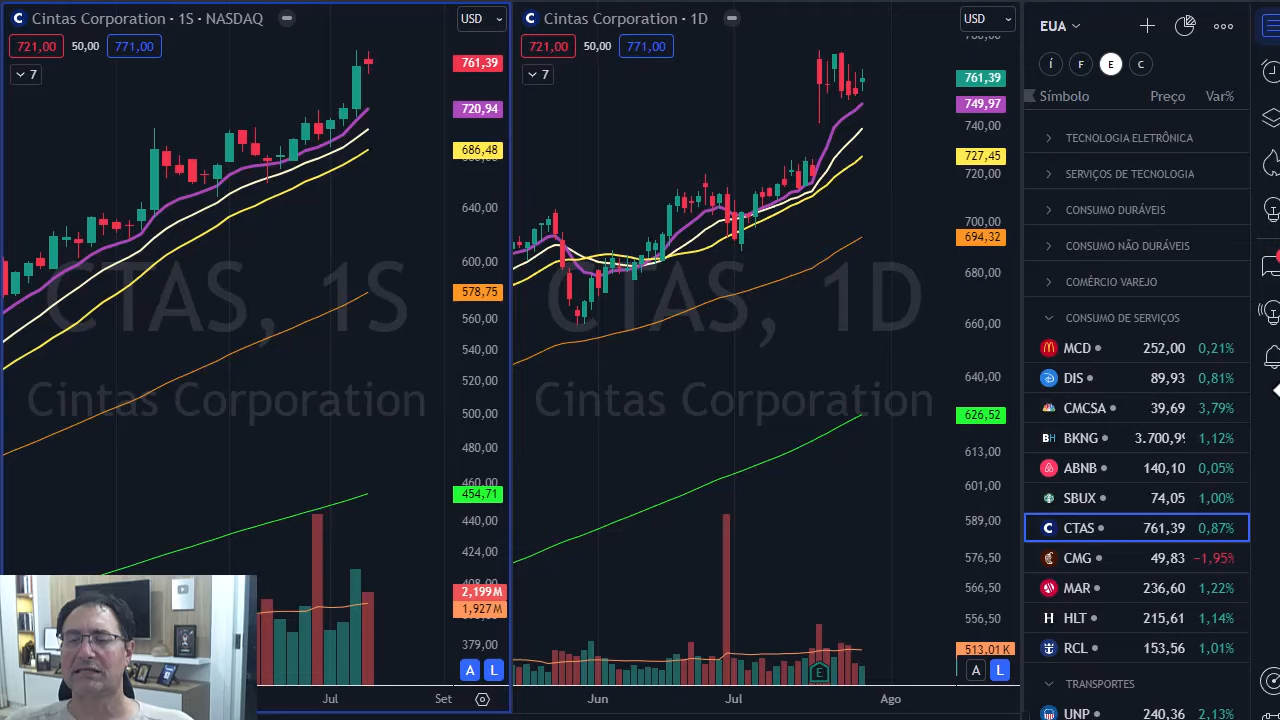 Cintas Corporation · 1S · NASDAQ
USD
721,00 50,00 771,00
7
761,39
720,94
686,48
640,00
600,00
578,75
560,00
540,00
520,00
500,00
480,00
460,00
454,71
440,00
424,00
408,00
2,199M
1,927M
379,00
CTAS, 1S
Cintas Corporation
A L
Jul Set
Cintas Corporation · 1D
USD
721,00 50,00 771,00
7
761,39
749,97
740,00
727,45
720,00
700,00
694,32
680,00
660,00
640,00
626,52
613,00
601,00
589,00
576,50
566,50
556,50
513,01K
CTAS, 1D
Cintas Corporation
E
A L
Jun Jul Ago
EUA
Í F E C
Símbolo Preço Var%
TECNOLOGIA ELETRÔNICA
SERVIÇOS DE TECNOLOGIA
CONSUMO DURÁVEIS
CONSUMO NÃO DURÁVEIS
COMÉRCIO VAREJO
CONSUMO DE SERVIÇOS
MCD 252,00 0,21%
DIS 89,93 0,81%
CMCSA 39,69 3,79%
BKNG 3.700,99 1,12%
ABNB 140,10 0,05%
SBUX 74,05 1,00%
CTAS 761,39 0,87%
CMG 49,83 −1,95%
MAR 236,60 1,22%
HLT 215,61 1,14%
RCL 153,56 1,01%
TRANSPORTES
UNP 240,36 2,13%